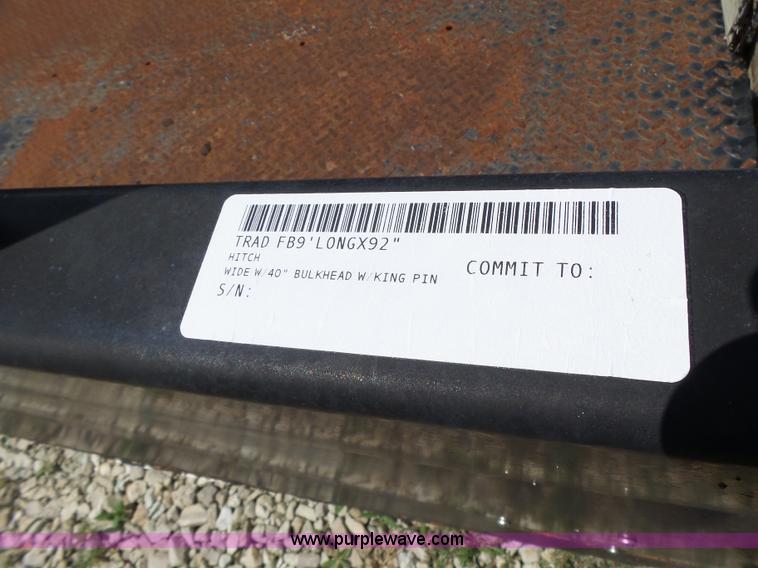 TRAD FB9'LONGX92"
HITCH
WIDE W/40" BULKHEAD W/KING PIN
COMMIT TO:
S/N:
www.purplewave.com